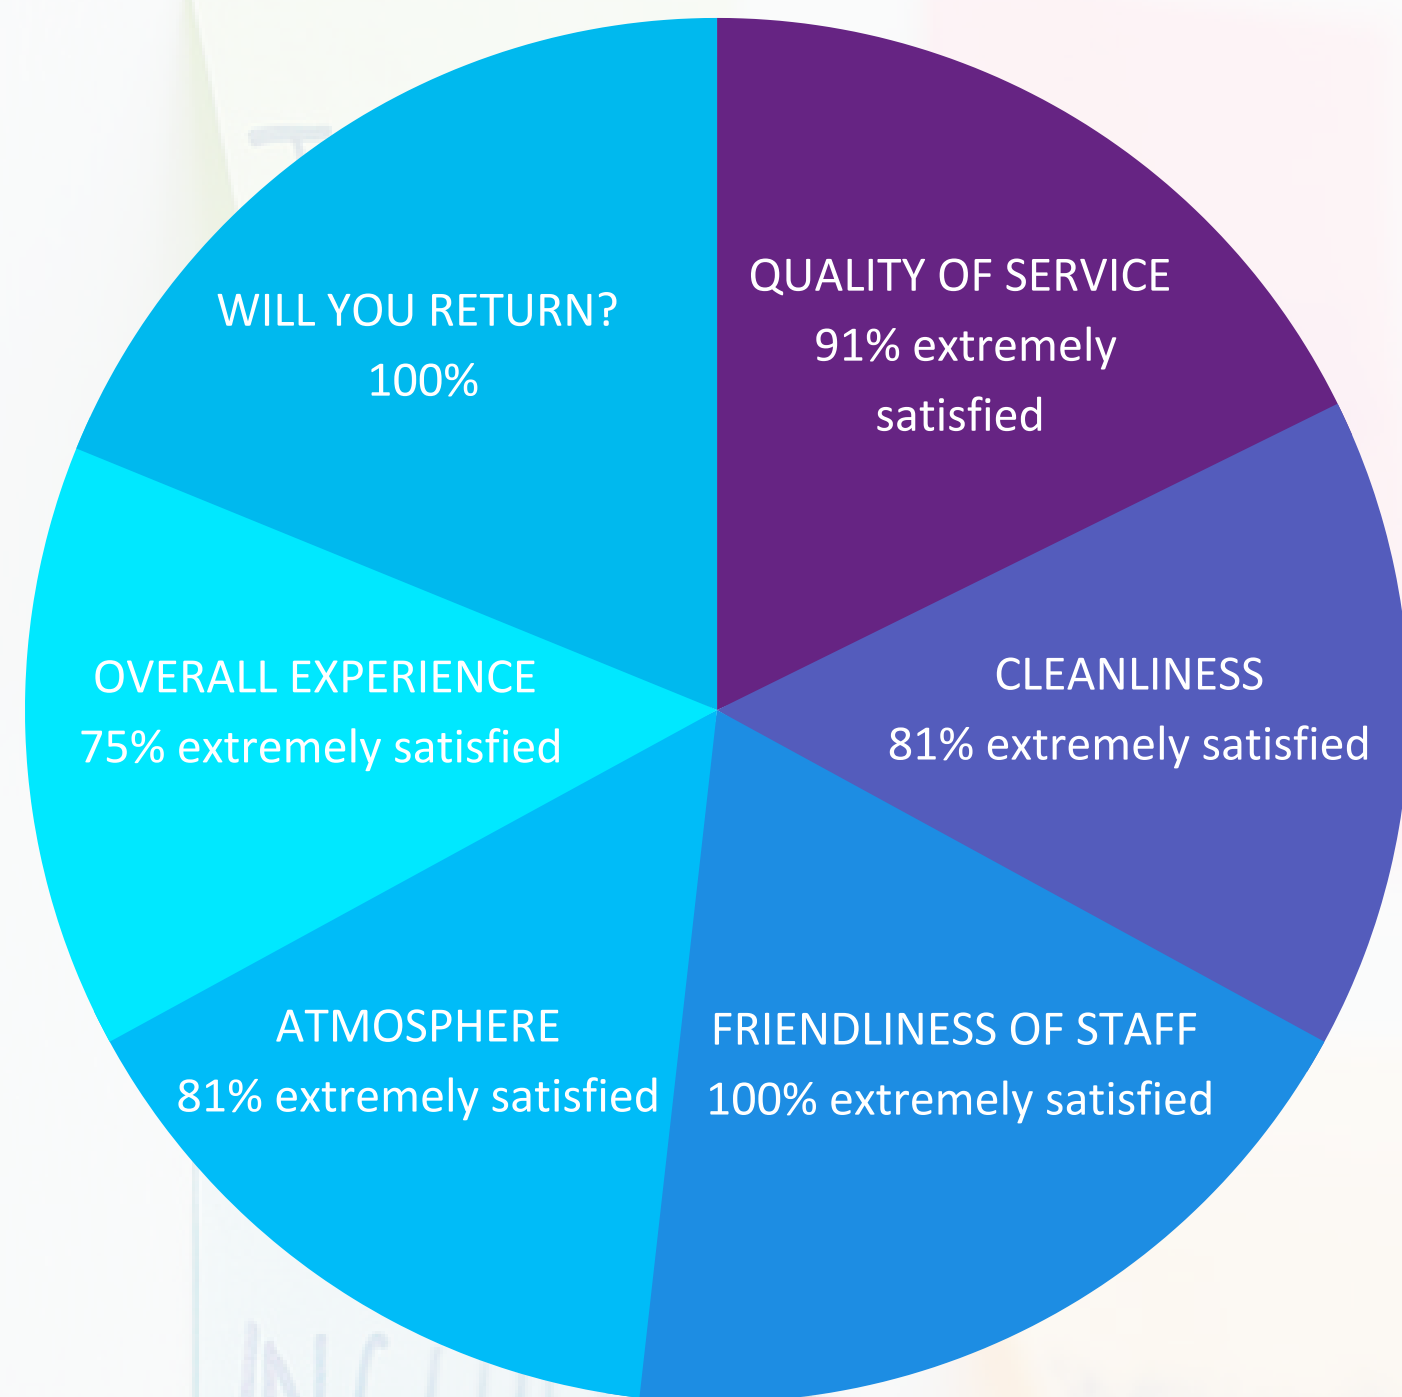 WILL YOU RETURN?
100%
QUALITY OF SERVICE
91% extremely
satisfied
OVERALL EXPERIENCE
75% extremely satisfied
CLEANLINESS
81% extremely satisfied
ATMOSPHERE
81% extremely satisfied
FRIENDLINESS OF STAFF
100% extremely satisfied